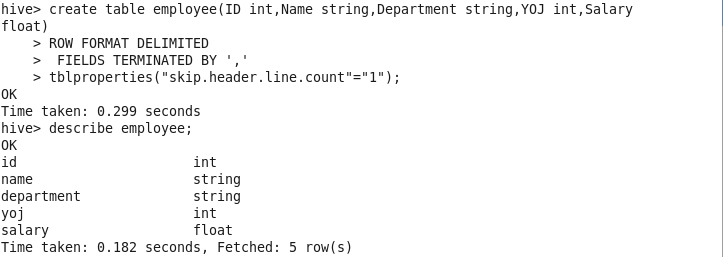 hive> create table employee(ID int,Name string,Department string,YOJ int,Salary
float)
    > ROW FORMAT DELIMITED
    >  FIELDS TERMINATED BY ','
    > tblproperties("skip.header.line.count"="1");
OK
Time taken: 0.299 seconds
hive> describe employee;
OK
id                      int
name                    string
department              string
yoj                     int
salary                  float
Time taken: 0.182 seconds, Fetched: 5 row(s)